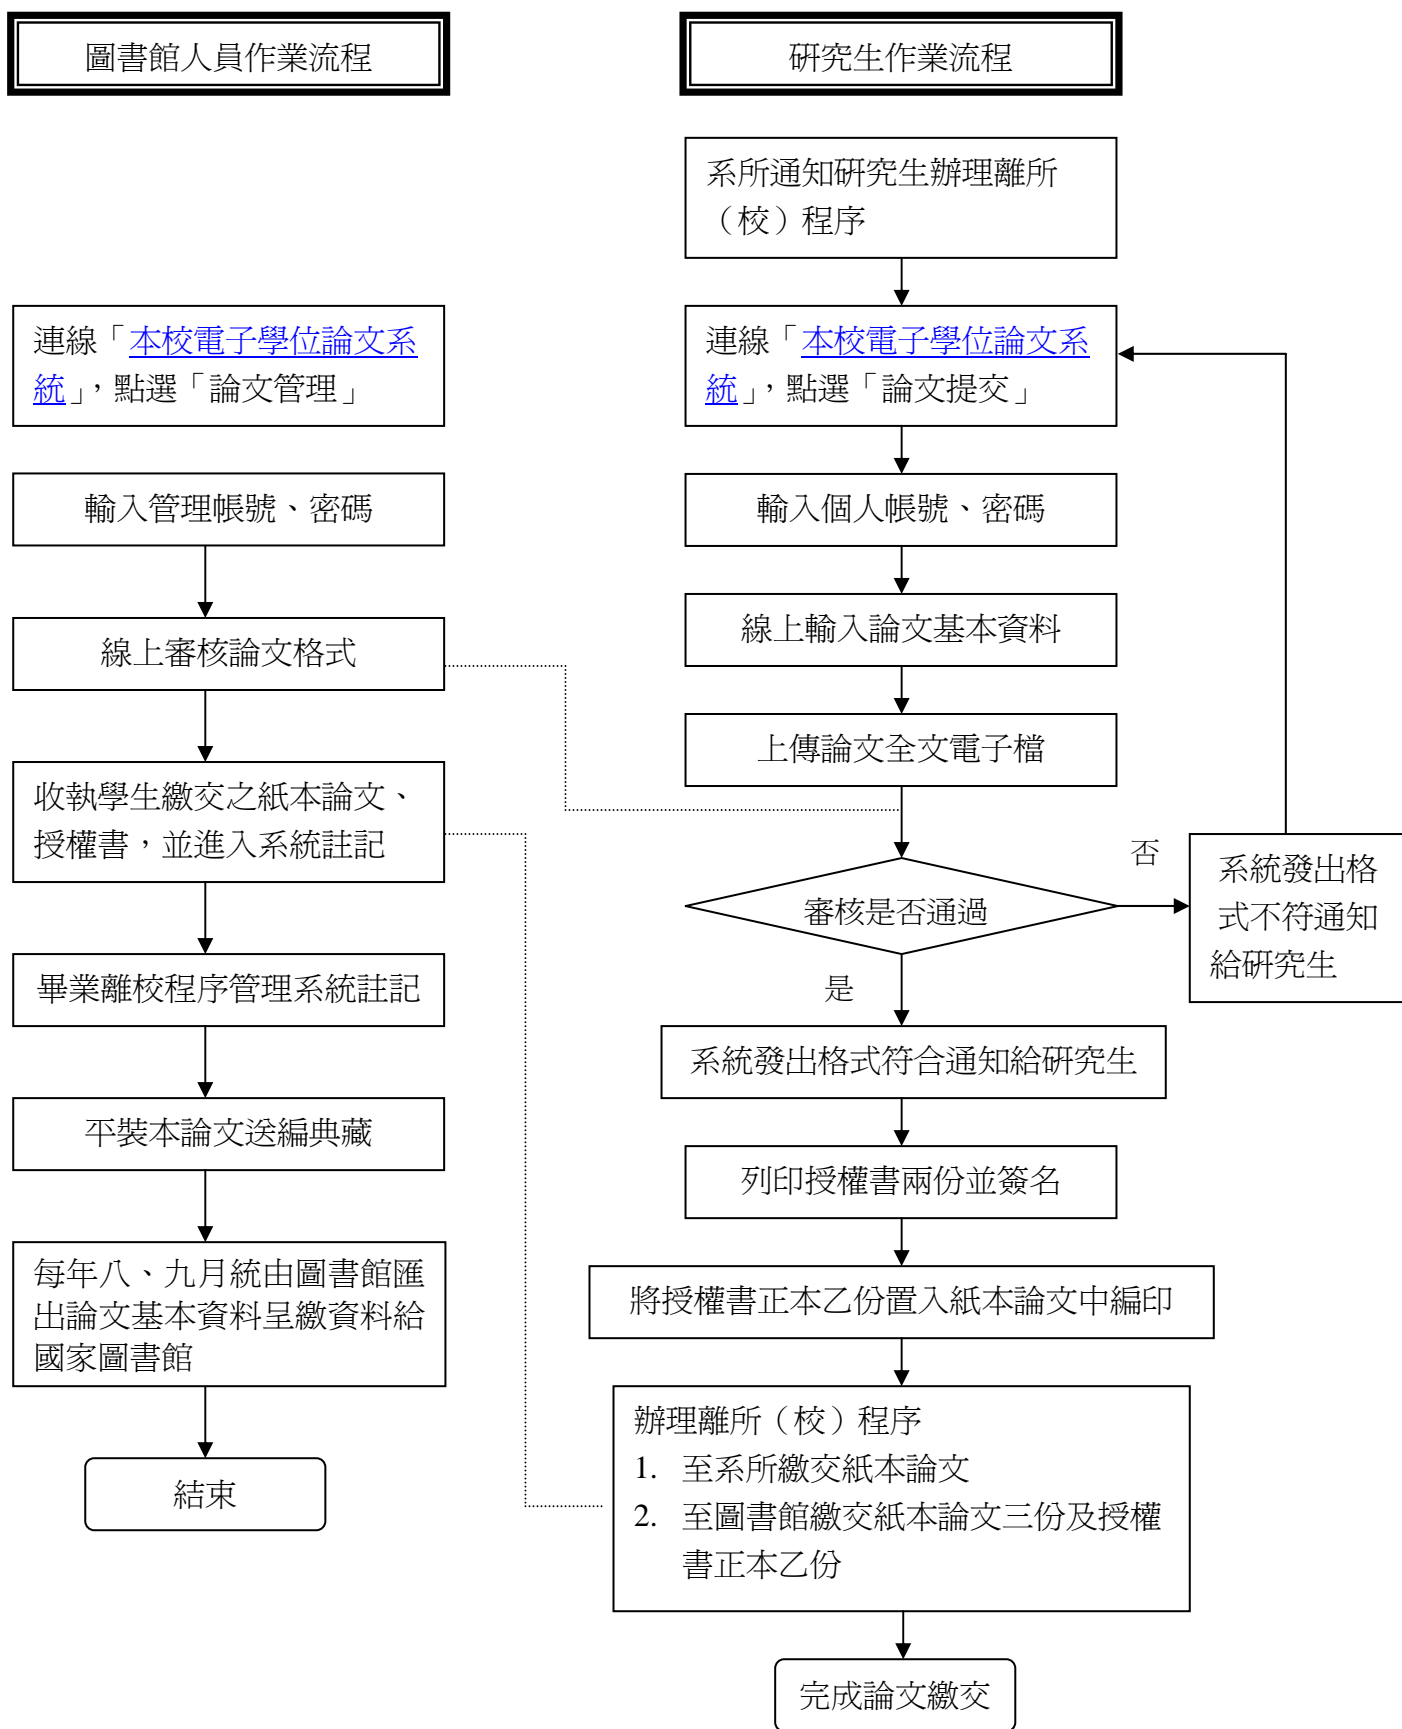 圖書館人員作業流程
連線「本校電子學位論文系
統」，點選「論文管理」
輸入管理帳號、密碼
線上審核論文格式
收執學生繳交之紙本論文、
授權書，並進入系統註記
畢業離校程序管理系統註記
平裝本論文送編典藏
每年八、九月統由圖書館匯
出論文基本資料呈繳資料給
國家圖書館
結束
研究生作業流程
系所通知研究生辦理離所
（校）程序
連線「本校電子學位論文系
統」，點選「論文提交」
輸入個人帳號、密碼
線上輸入論文基本資料
上傳論文全文電子檔
審核是否通過
否
系統發出格
式不符通知
給研究生
是
系統發出格式符合通知給研究生
列印授權書兩份並簽名
將授權書正本乙份置入紙本論文中編印
辦理離所（校）程序
1. 至系所繳交紙本論文
2. 至圖書館繳交紙本論文三份及授權
書正本乙份
完成論文繳交